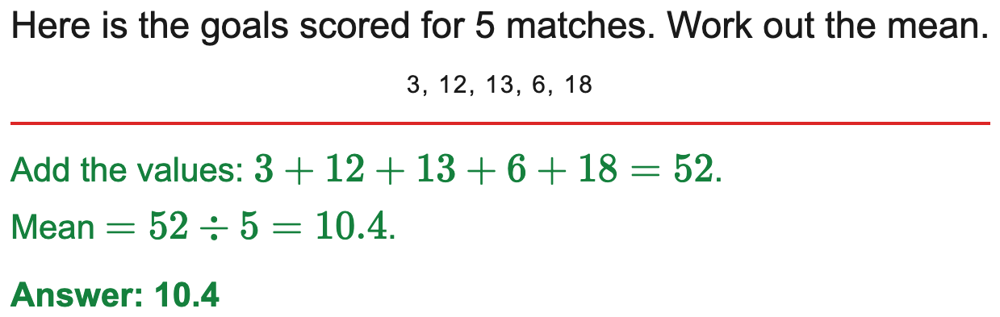 Here is the goals scored for 5 matches. Work out the mean.
3, 12, 13, 6, 18
Add the values: 3 + 12 + 13 + 6 + 18 = 52.
Mean = 52 ÷ 5 = 10.4.
Answer: 10.4